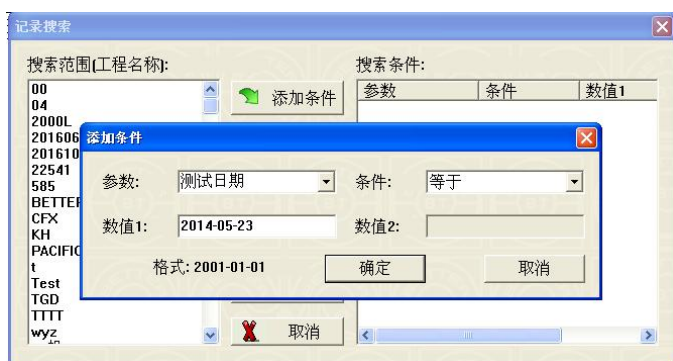 记录搜索
搜索范围(工程名称):
搜索条件:
00
04
2000L
201606
201610
22541
585
BETTER
CFX
KH
PACIFIC
t
Test
TGD
TTTT
wyz
添加条件
参数 条件 数值1
添加条件
参数: 测试日期 条件: 等于
数值1: 2014-05-23 数值2:
格式: 2001-01-01 确定 取消
取消